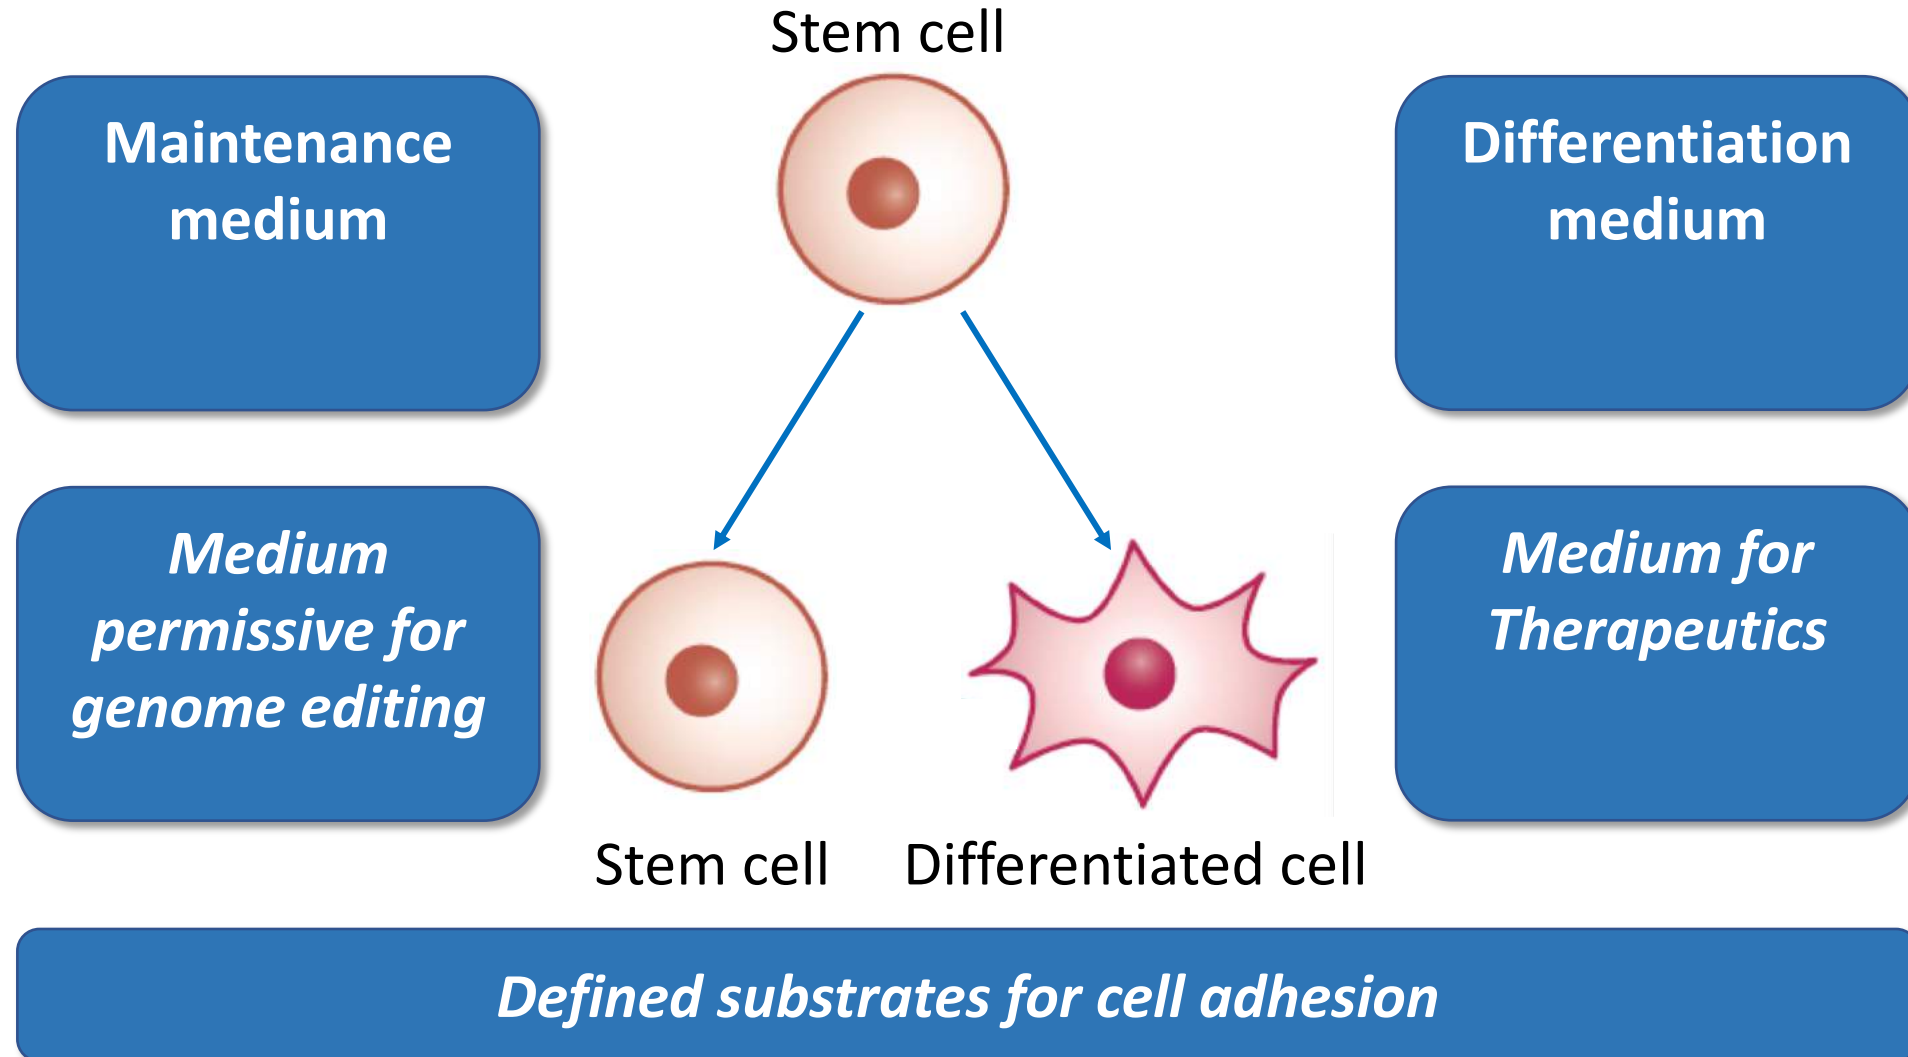 Stem cell
Maintenance
medium
Differentiation
medium
Medium
permissive for
genome editing
Medium for
Therapeutics
Stem cell
Differentiated cell
Defined substrates for cell adhesion